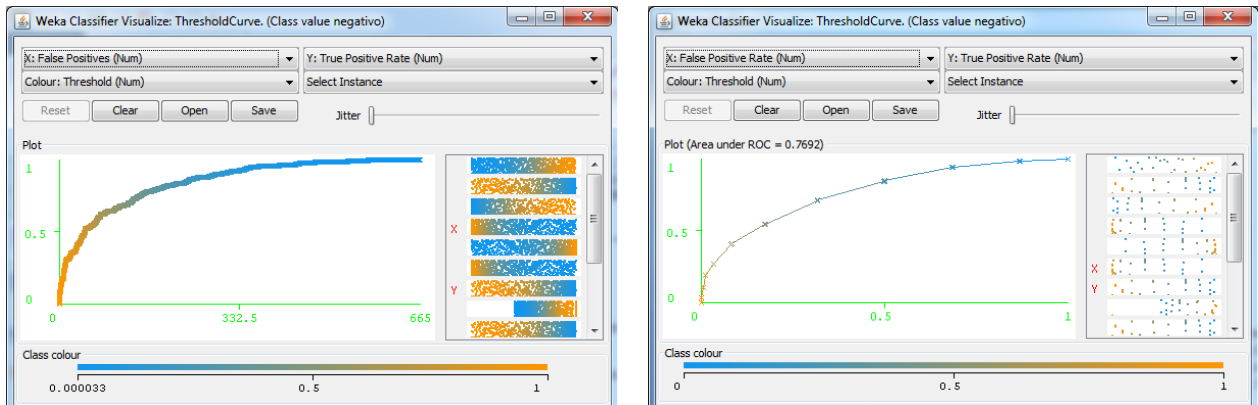 Weka Classifier Visualize: ThresholdCurve. (Class value negativo)
X: False Positives (Num)
Y: True Positive Rate (Num)
Colour: Threshold (Num)
Select Instance
Reset
Clear
Open
Save
Jitter
Plot
1
0.5
0
0
332.5
665
X
Y
Class colour
0.000033
0.5
1
Weka Classifier Visualize: ThresholdCurve. (Class value negativo)
X: False Positive Rate (Num)
Y: True Positive Rate (Num)
Colour: Threshold (Num)
Select Instance
Reset
Clear
Open
Save
Jitter
Plot (Area under ROC = 0.7692)
1
0.5
0
0
0.5
1
X
Y
Class colour
0
0.5
1